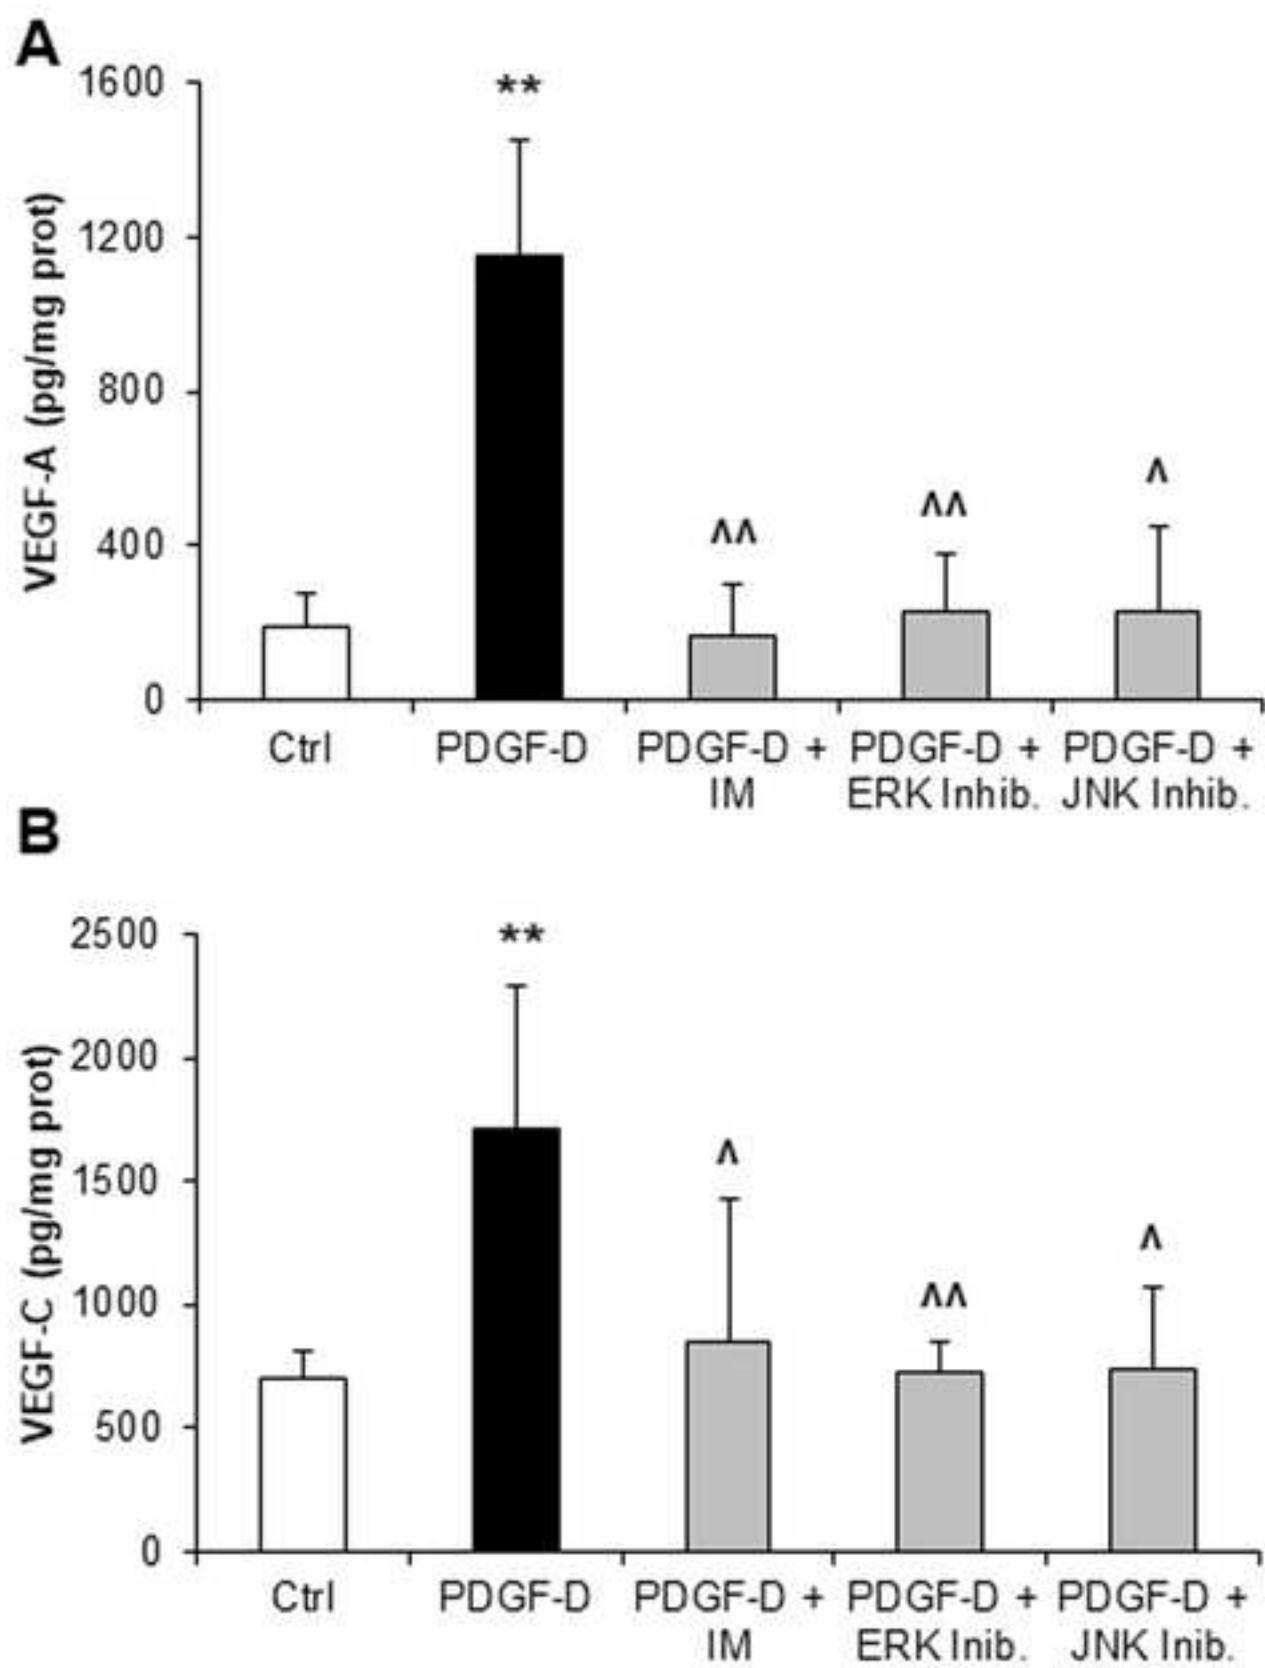 A
1600
**
1200
800
400
0
VEGF-A (pg/mg prot)
^^
^^
^
Ctrl
PDGF-D
PDGF-D +
IM
PDGF-D +
ERK Inhib.
PDGF-D +
JNK Inhib.
B
2500
**
2000
1500
1000
500
0
VEGF-C (pg/mg prot)
^
^^
^
Ctrl
PDGF-D
PDGF-D +
IM
PDGF-D +
ERK Inib.
PDGF-D +
JNK Inib.